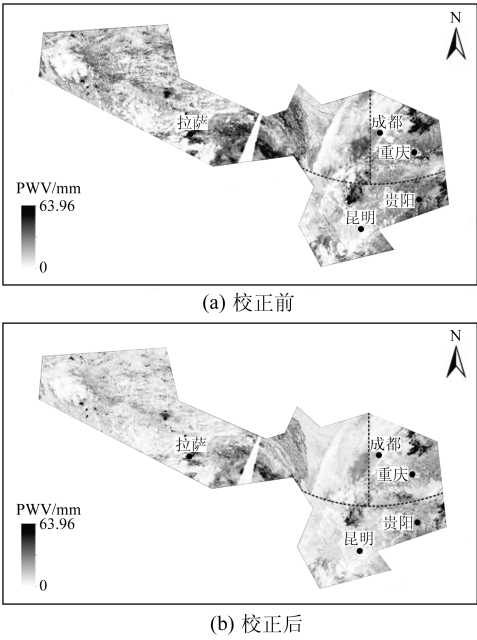 N
成都
拉萨
重庆
PWV/mm
63.96
贵阳
昆明
0
(a) 校正前
N
成都
拉萨
重庆
PWV/mm
63.96
贵阳
昆明
0
(b) 校正后